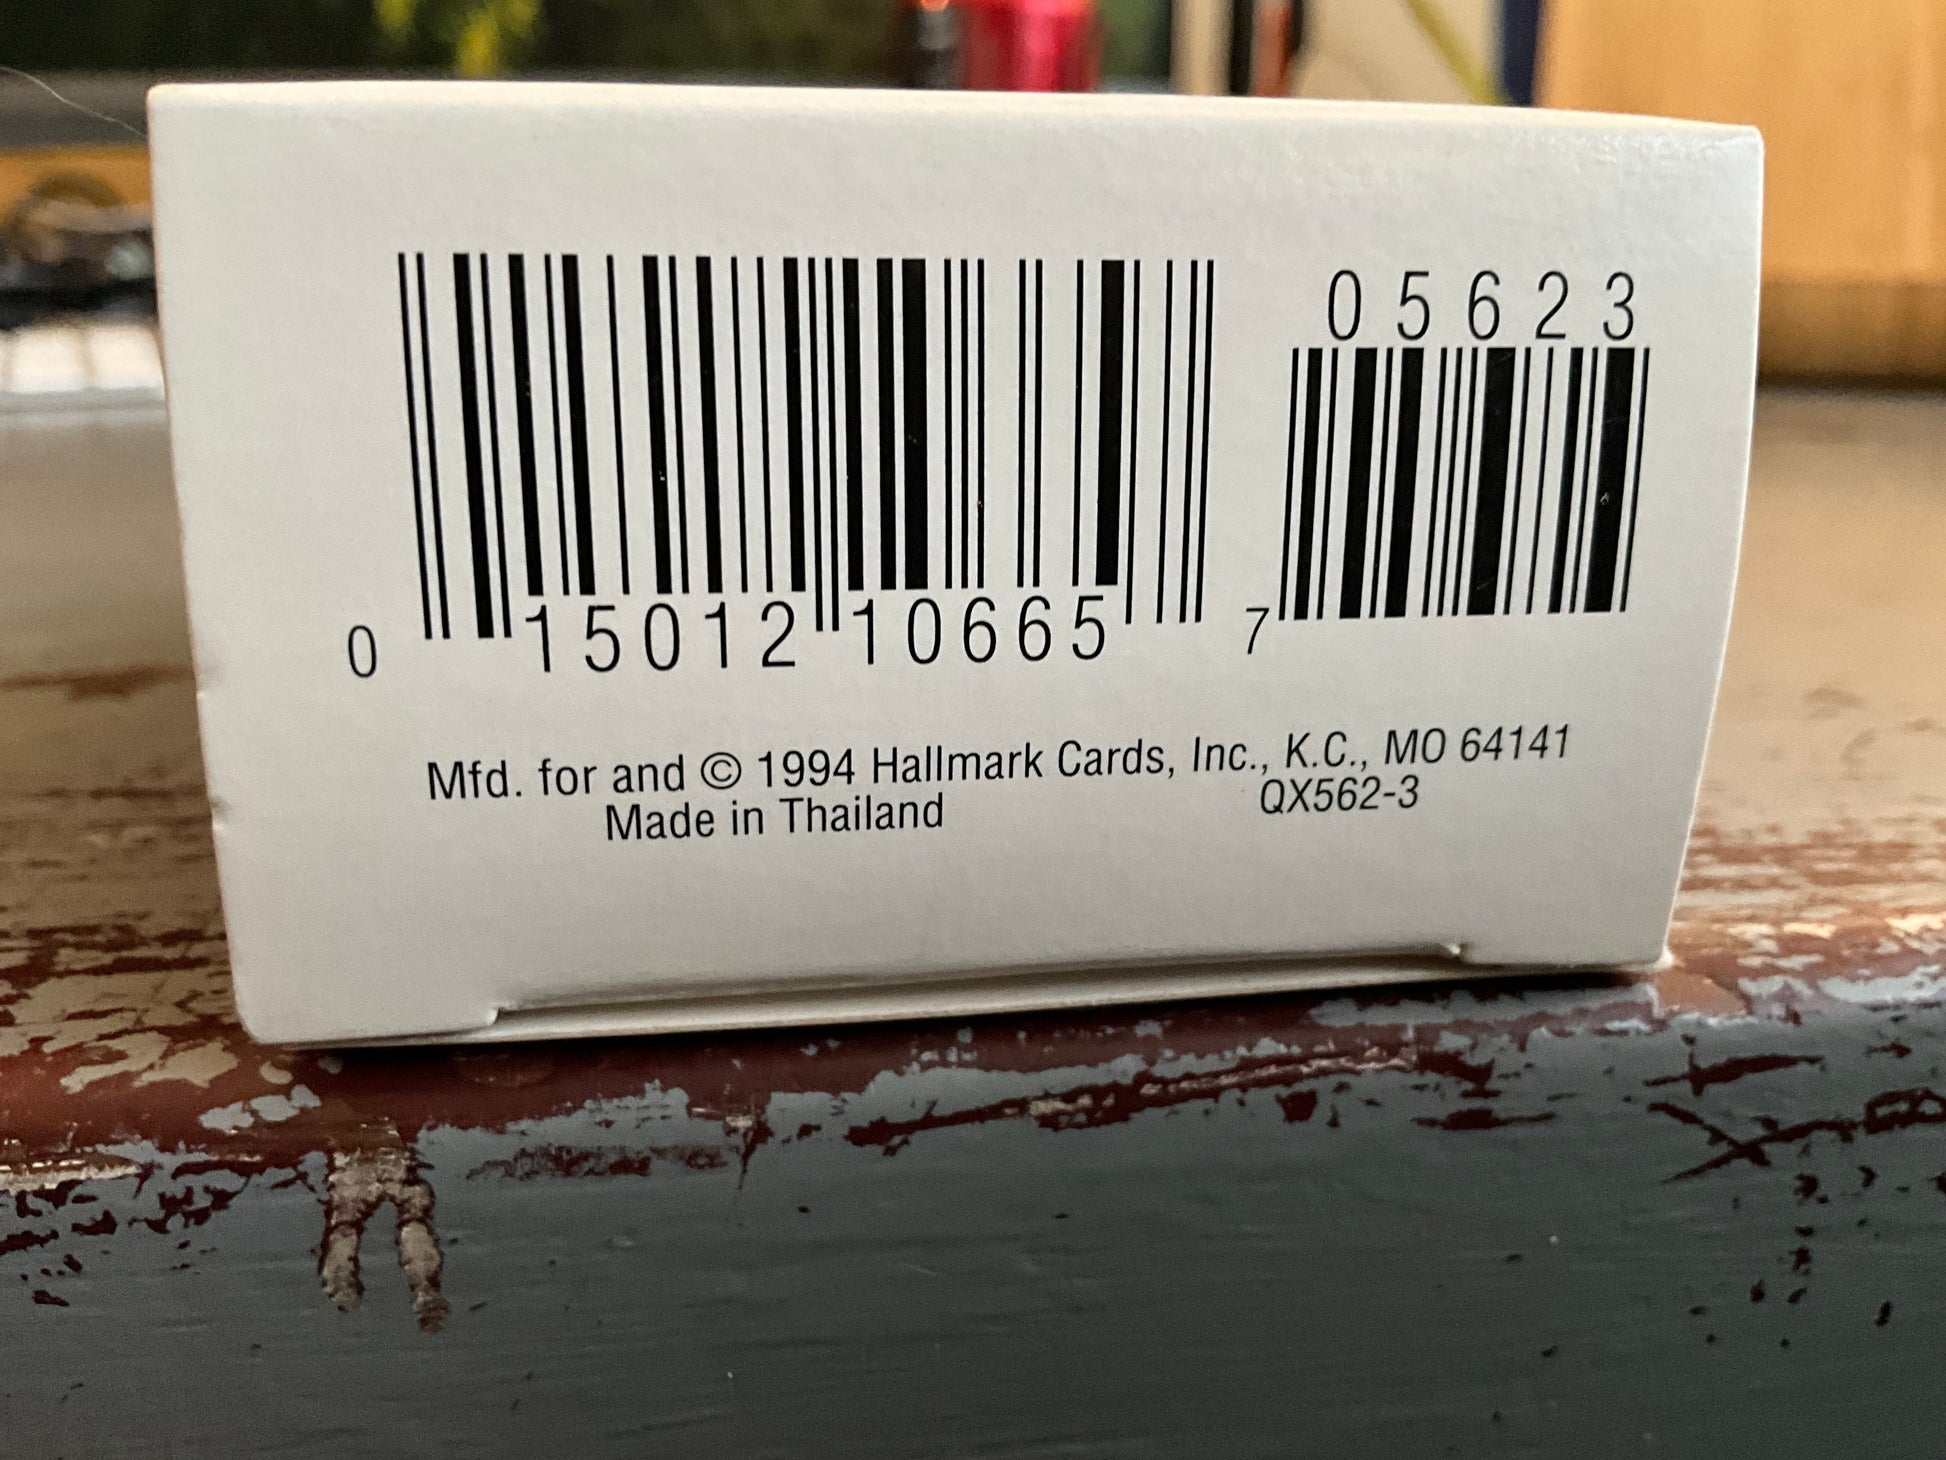 05623
0 15012 10665 7
Mfd. for and © 1994 Hallmark Cards, Inc., K.C., MO 64141
Made in Thailand QX562-3